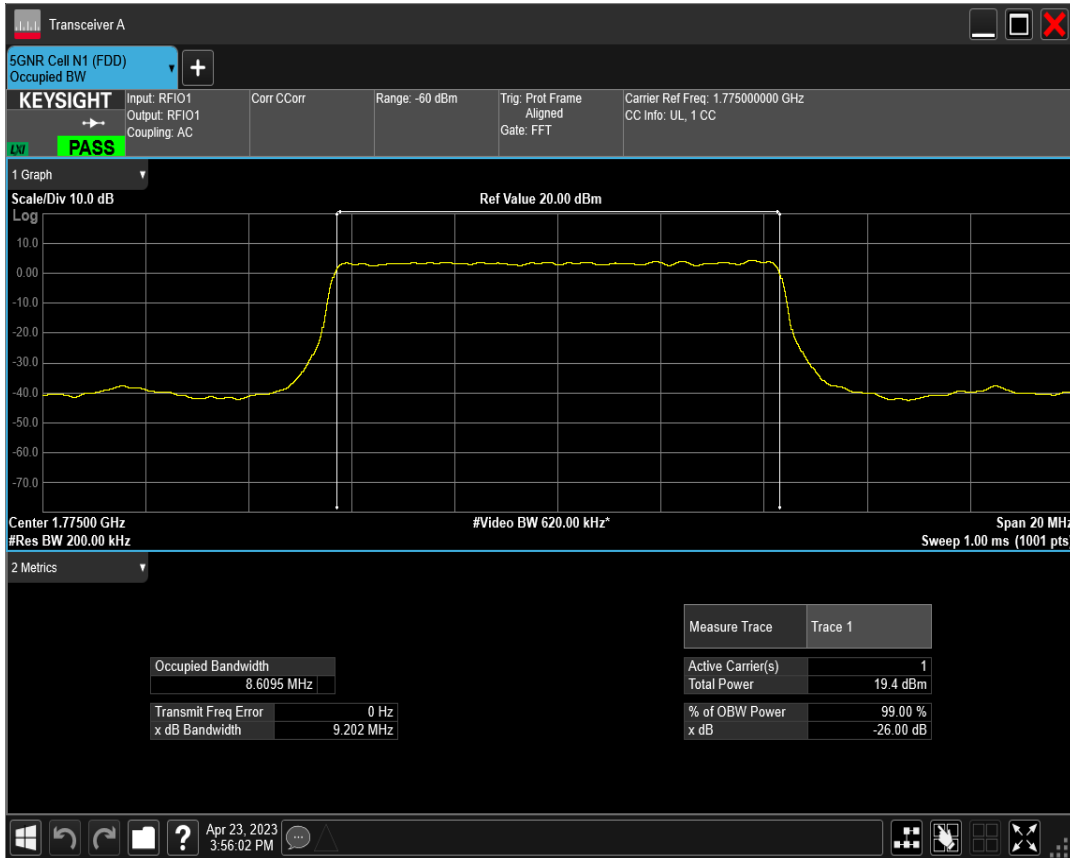 Transceiver A
5GNR Cell N1 (FDD)
Occupied BW
+
KEYSIGHT
LXI
PASS
Input: RFIO1
Output: RFIO1
Coupling: AC
Corr CCorr
Range: -60 dBm
Trig: Prot Frame
Aligned
Gate: FFT
Carrier Ref Freq: 1.775000000 GHz
CC Info: UL, 1 CC
1 Graph
Scale/Div 10.0 dB
Ref Value 20.00 dBm
Log
10.0
0.00
-10.0
-20.0
-30.0
-40.0
-50.0
-60.0
-70.0
Center 1.77500 GHz
#Video BW 620.00 kHz*
Span 20 MHz
#Res BW 200.00 kHz
Sweep 1.00 ms (1001 pts)
2 Metrics
Measure Trace Trace 1
Occupied Bandwidth
8.6095 MHz
Active Carrier(s) 1
Total Power 19.4 dBm
Transmit Freq Error 0 Hz
x dB Bandwidth 9.202 MHz
% of OBW Power 99.00 %
x dB -26.00 dB
?
Apr 23, 2023
3:56:02 PM